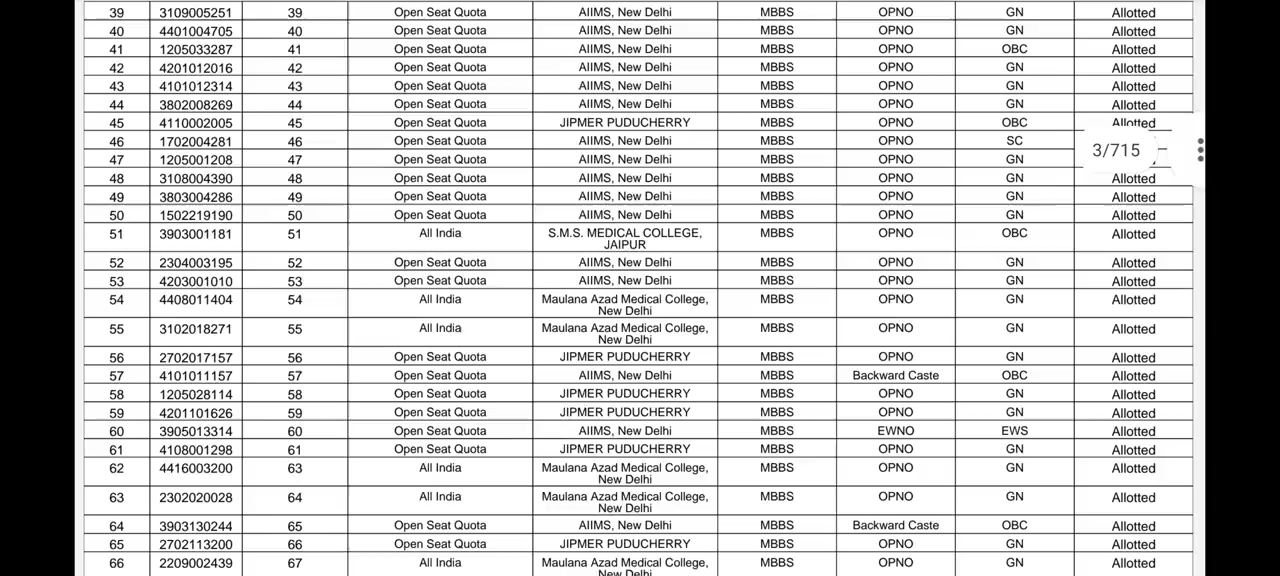 39 3109005251 39 Open Seat Quota AIIMS, New Delhi MBBS OPNO GN Allotted
40 4401004705 40 Open Seat Quota AIIMS, New Delhi MBBS OPNO GN Allotted
41 1205033287 41 Open Seat Quota AIIMS, New Delhi MBBS OPNO OBC Allotted
42 4201012016 42 Open Seat Quota AIIMS, New Delhi MBBS OPNO GN Allotted
43 4101012314 43 Open Seat Quota AIIMS, New Delhi MBBS OPNO GN Allotted
44 3802008269 44 Open Seat Quota AIIMS, New Delhi MBBS OPNO GN Allotted
45 4110002005 45 Open Seat Quota JIPMER PUDUCHERRY MBBS OPNO OBC Allotted
46 1702004281 46 Open Seat Quota AIIMS, New Delhi MBBS OPNO SC
3/715
47 1205001208 47 Open Seat Quota AIIMS, New Delhi MBBS OPNO GN
48 3108004390 48 Open Seat Quota AIIMS, New Delhi MBBS OPNO GN Allotted
49 3803004286 49 Open Seat Quota AIIMS, New Delhi MBBS OPNO GN Allotted
50 1502219190 50 Open Seat Quota AIIMS, New Delhi MBBS OPNO GN Allotted
51 3903001181 51 All India S.M.S. MEDICAL COLLEGE, MBBS OPNO OBC Allotted
JAIPUR
52 2304003195 52 Open Seat Quota AIIMS, New Delhi MBBS OPNO GN Allotted
53 4203001010 53 Open Seat Quota AIIMS, New Delhi MBBS OPNO GN Allotted
54 4408011404 54 All India Maulana Azad Medical College, MBBS OPNO GN Allotted
New Delhi
55 3102018271 55 All India Maulana Azad Medical College, MBBS OPNO GN Allotted
New Delhi
56 2702017157 56 Open Seat Quota JIPMER PUDUCHERRY MBBS OPNO GN Allotted
57 4101011157 57 Open Seat Quota AIIMS, New Delhi MBBS Backward Caste OBC Allotted
58 1205028114 58 Open Seat Quota JIPMER PUDUCHERRY MBBS OPNO GN Allotted
59 4201101626 59 Open Seat Quota JIPMER PUDUCHERRY MBBS OPNO GN Allotted
60 3905013314 60 Open Seat Quota AIIMS, New Delhi MBBS EWNO EWS Allotted
61 4108001298 61 Open Seat Quota JIPMER PUDUCHERRY MBBS OPNO GN Allotted
62 4416003200 63 All India Maulana Azad Medical College, MBBS OPNO GN Allotted
New Delhi
63 2302020028 64 All India Maulana Azad Medical College, MBBS OPNO GN Allotted
New Delhi
64 3903130244 65 Open Seat Quota AIIMS, New Delhi MBBS Backward Caste OBC Allotted
65 2702113200 66 Open Seat Quota JIPMER PUDUCHERRY MBBS OPNO GN Allotted
66 2209002439 67 All India Maulana Azad Medical College, MBBS OPNO GN Allotted
New Delhi